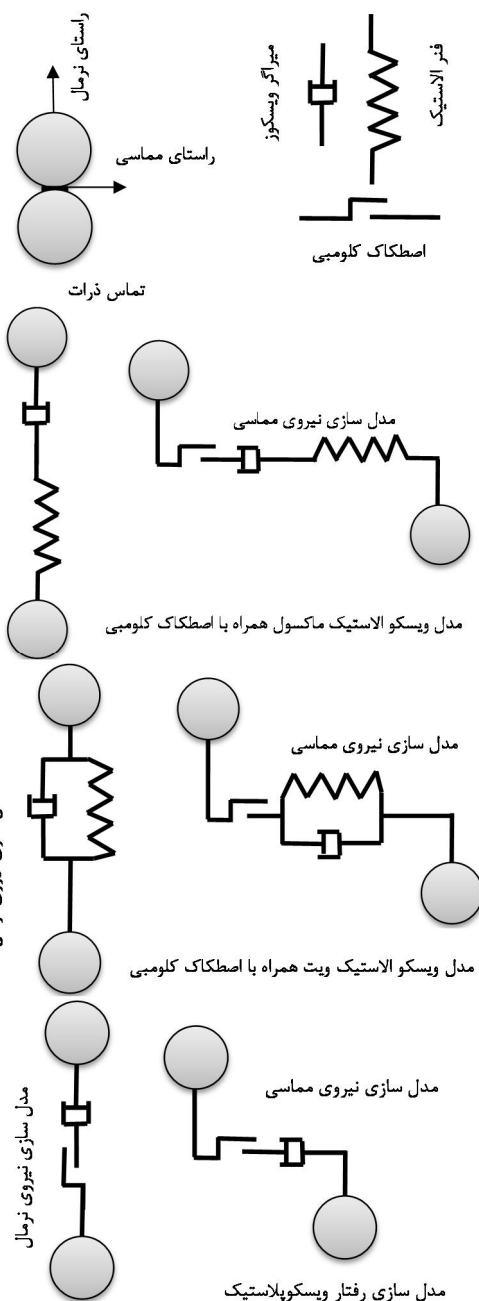 راستای نرمال
راستای مماسی
تماس ذرات
میراگر ویسکوز
فنر الاستیک
اصطکاک کلومبی
مدل سازی نیروی مماسی
مدل ویسکو الاستیک ماکسول همراه با اصطکاک کلومبی
مدل سازی نیروی مماسی
مدل ویسکو الاستیک ویت همراه با اصطکاک کلومبی
مدل سازی نیروی نرمال
مدل سازی نیروی مماسی
مدل سازی رفتار ویسکوپلاستیک